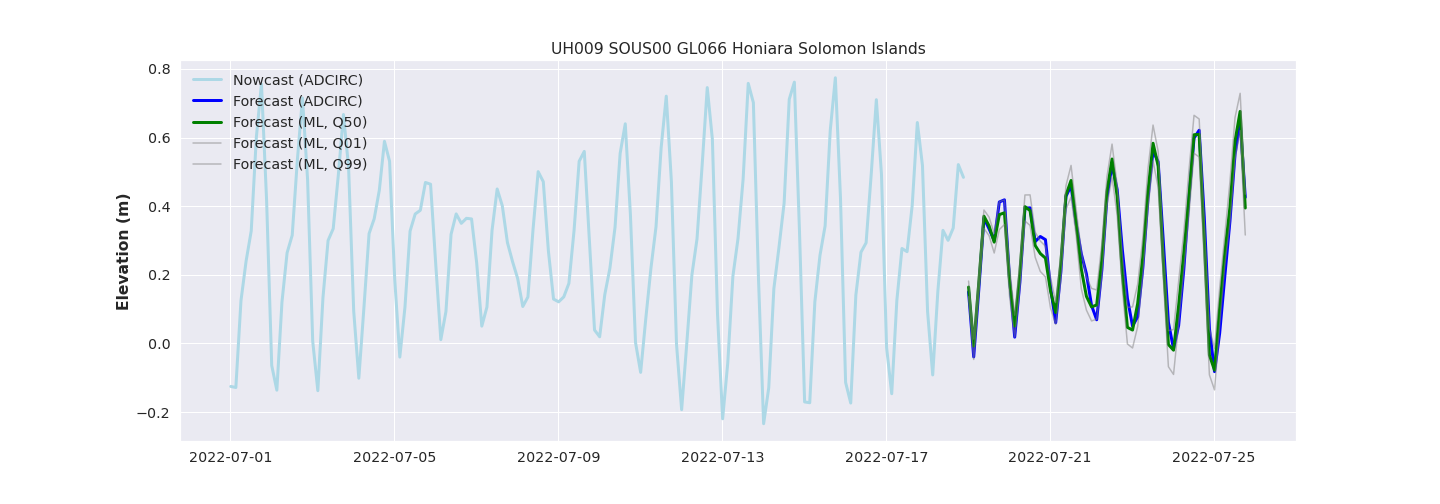 UH009 SOUS00 GL066 Honiara Solomon Islands
Nowcast (ADCIRC)
Forecast (ADCIRC)
Forecast (ML, Q50)
Forecast (ML, Q01)
Forecast (ML, Q99)
Elevation (m)
0.8
0.6
0.4
0.2
0.0
−0.2
2022-07-01 2022-07-05 2022-07-09 2022-07-13 2022-07-17 2022-07-21 2022-07-25